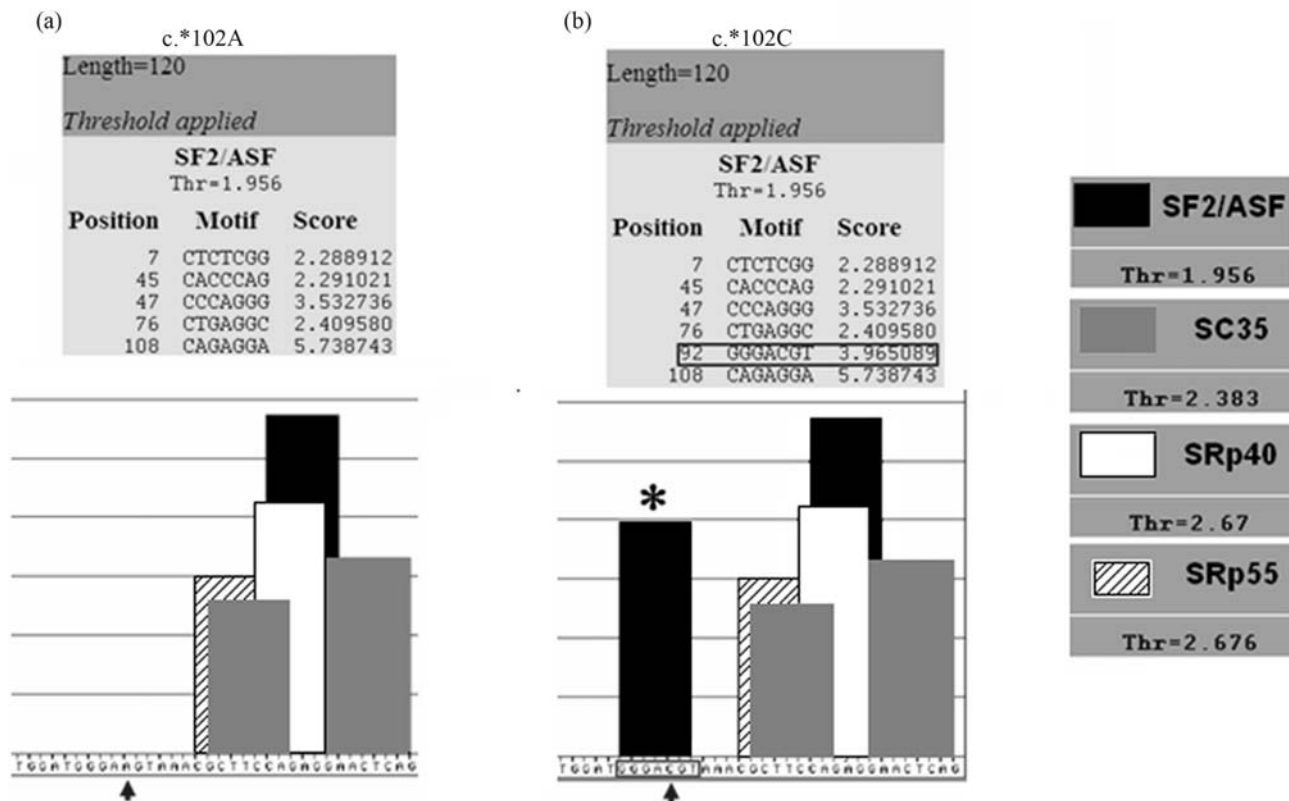 (a)
c.*102A
Length=120
Threshold applied
SF2/ASF
Thr=1.956
Position Motif Score
7 CTCTCGG 2.288912
45 CACCCAG 2.291021
47 CCCAGGG 3.532736
76 CTGAGGC 2.409580
108 CAGAGGA 5.738743
TGGATGGGAAGTAAACGCTTCCAGAGGAACTCAG
(b)
c.*102C
Length=120
Threshold applied
SF2/ASF
Thr=1.956
Position Motif Score
7 CTCTCGG 2.288912
45 CACCCAG 2.291021
47 CCCAGGG 3.532736
76 CTGAGGC 2.409580
92 GGGACGT 3.965089
108 CAGAGGA 5.738743
*
TGGATGGGACGTAAACGCTTCCAGAGGAACTCAG
SF2/ASF
Thr=1.956
SC35
Thr=2.383
SRp40
Thr=2.67
SRp55
Thr=2.676